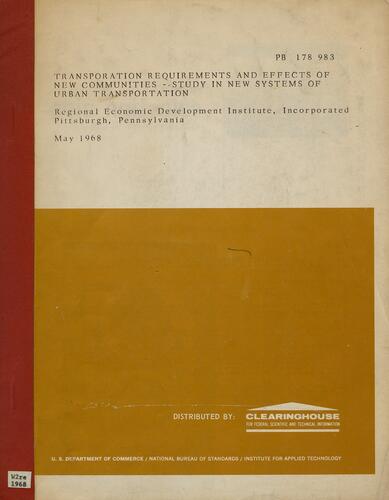 PB 178 983
TRANSPORATION REQUIREMENTS AND EFFECTS OF
NEW COMMUNITIES --STUDY IN NEW SYSTEMS OF
URBAN TRANSPORTATION
Regional Economic Development Institute, Incorporated
Pittsburgh, Pennsylvania
May 1968
DISTRIBUTED BY:
CLEARINGHOUSE
FOR FEDERAL SCIENTIFIC AND TECHNICAL INFORMATION
U. S. DEPARTMENT OF COMMERCE / NATIONAL BUREAU OF STANDARDS / INSTITUTE FOR APPLIED TECHNOLOGY
W2re
1968